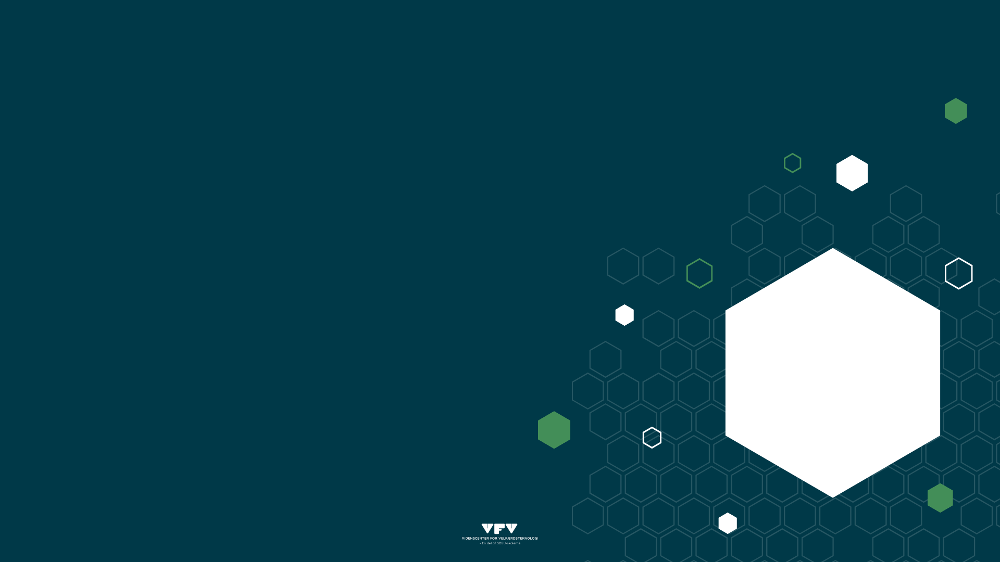 VFV
VIDENSCENTER FOR VELFÆRDSTEKNOLOGI
- En del af SOSU-skolerne